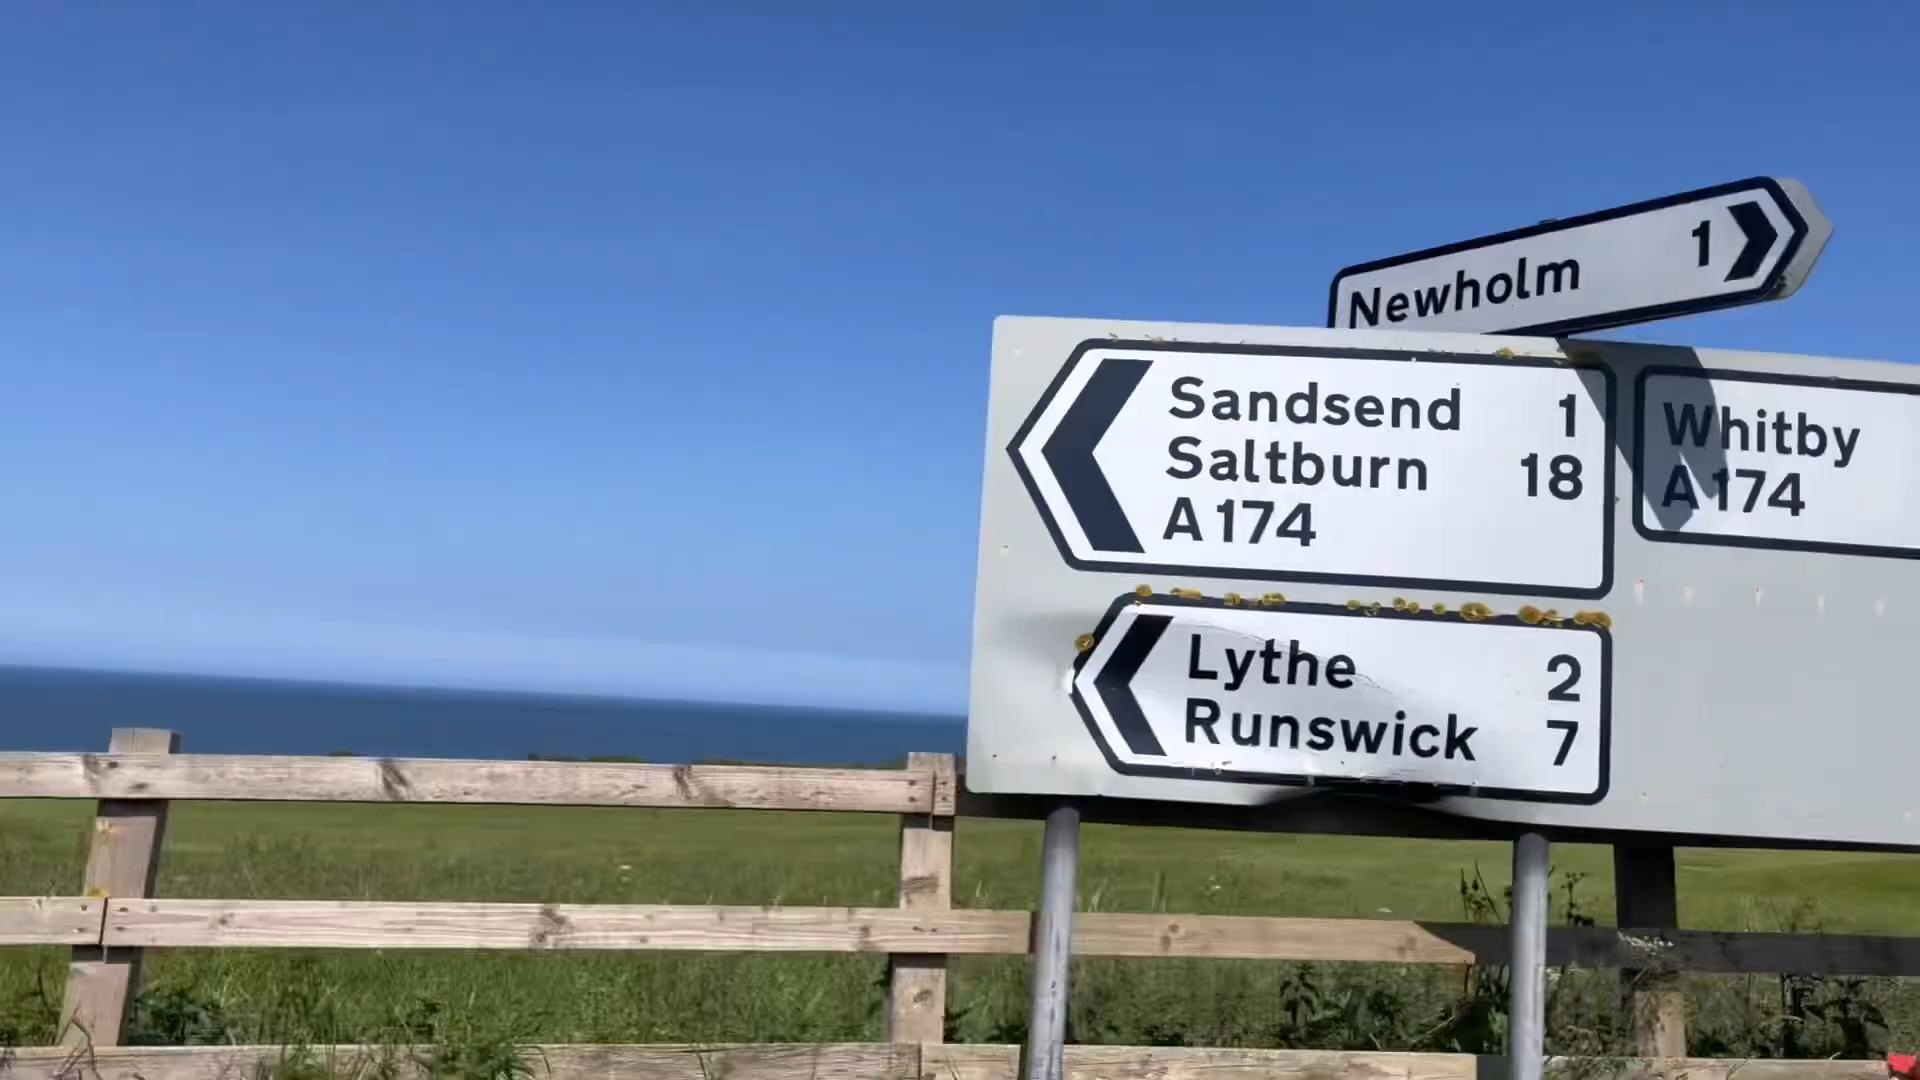 Newholm 1
Sandsend 1
Saltburn 18
A174
Whitby
A174
Lythe 2
Runswick 7